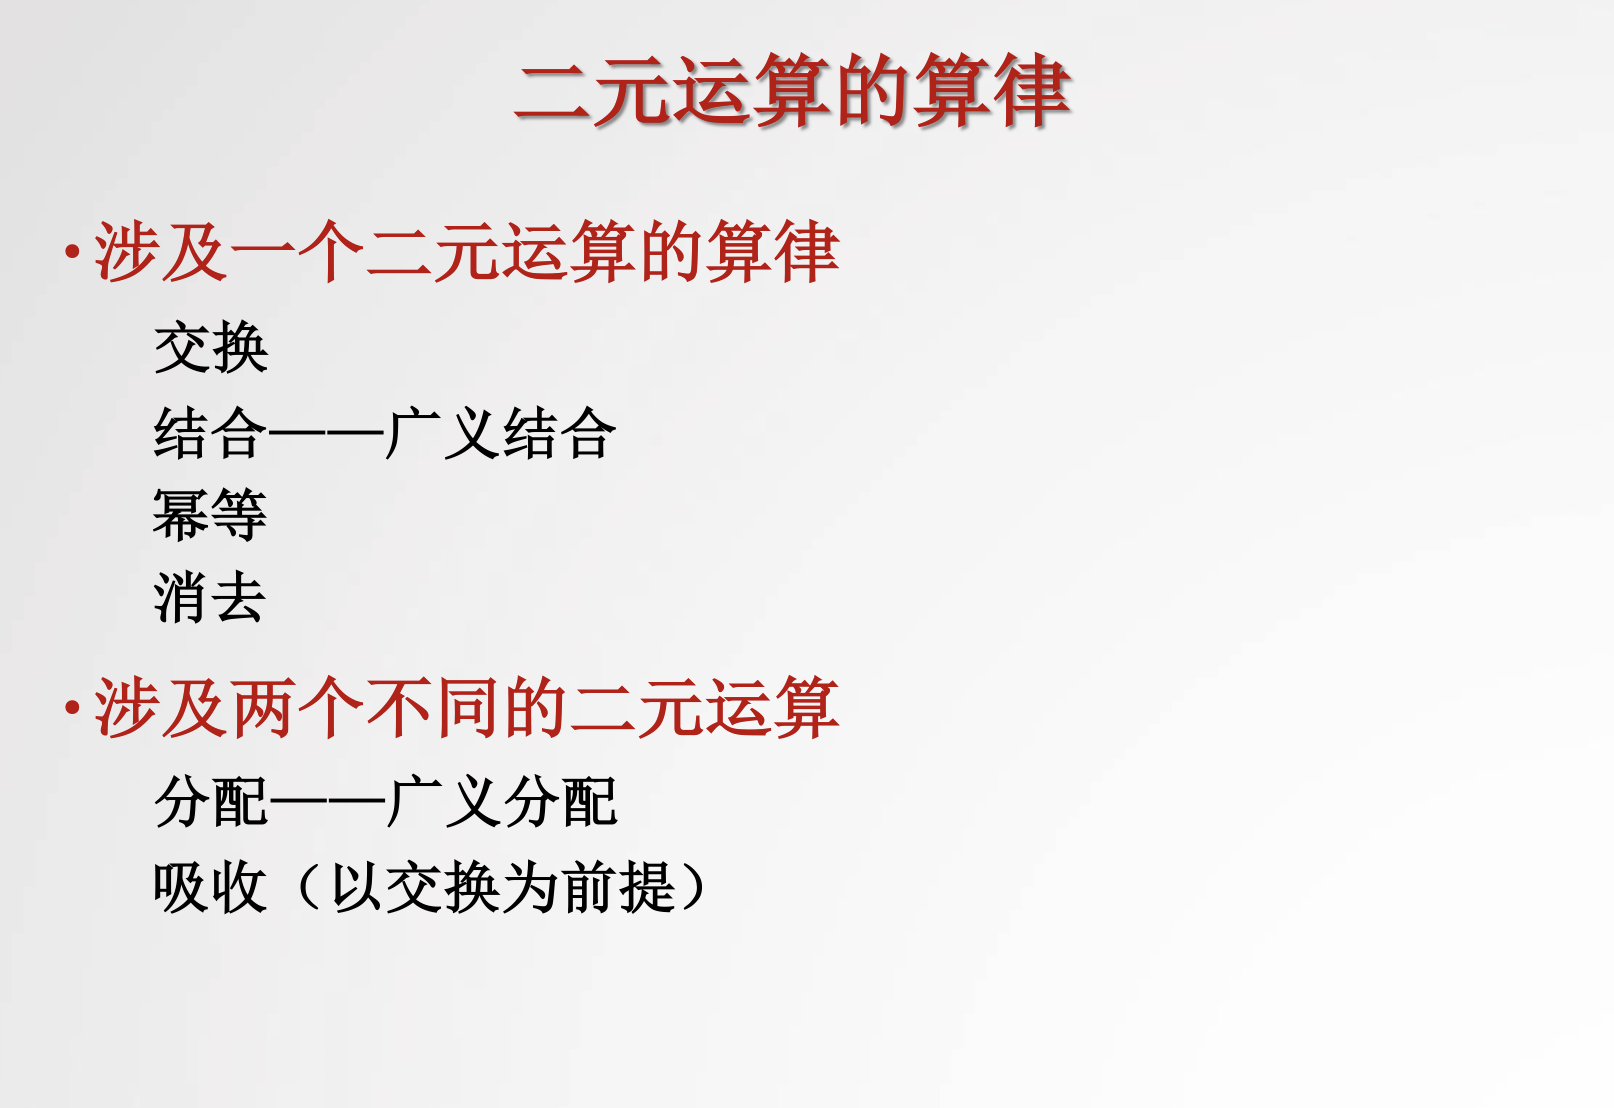 二元运算的算律
•涉及一个二元运算的算律
交换
结合——广义结合
幂等
消去
•涉及两个不同的二元运算
分配——广义分配
吸收（以交换为前提）